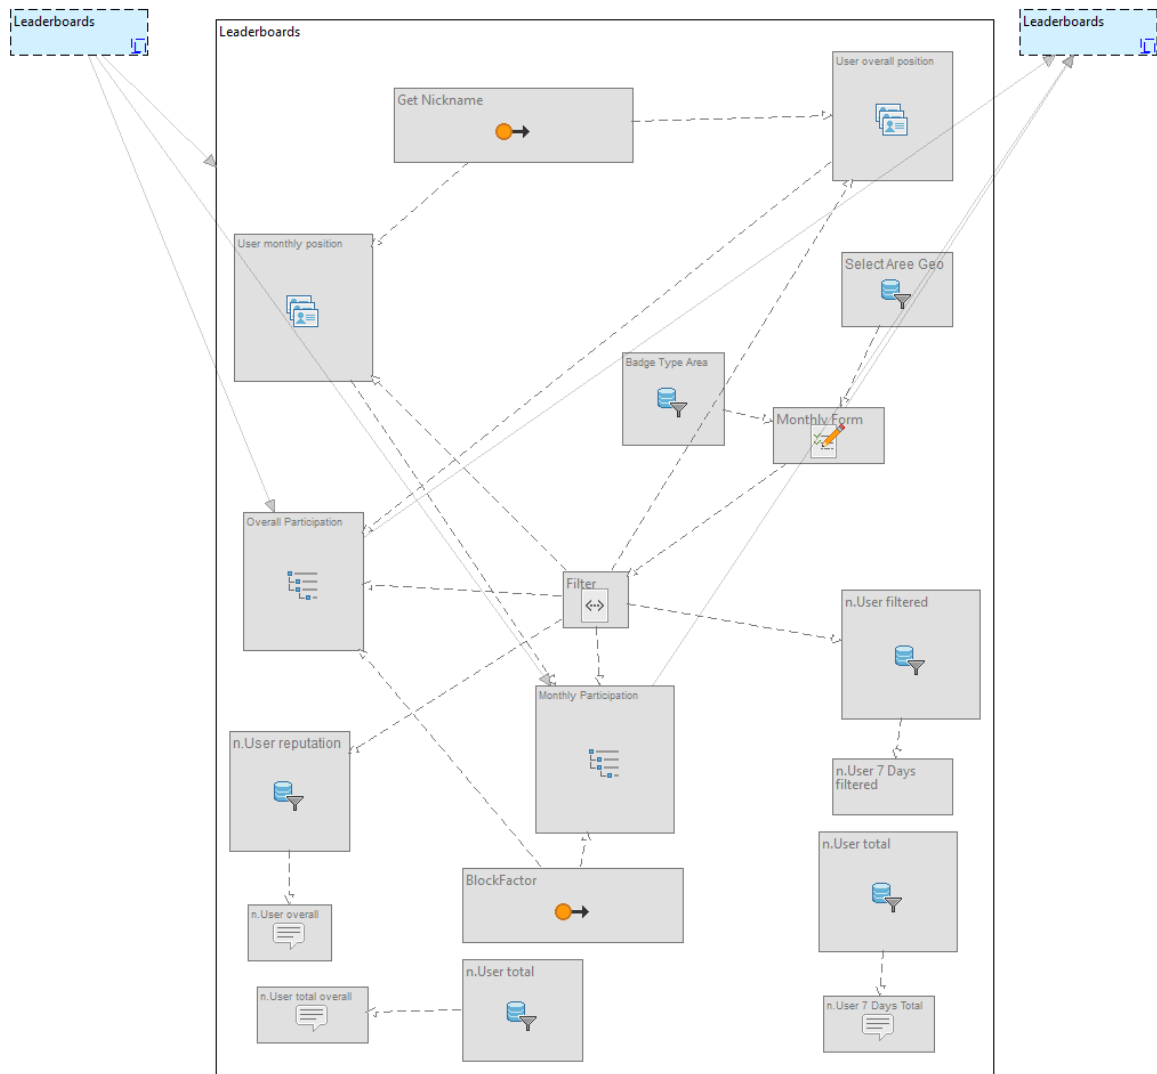 Leaderboards
Leaderboards
Leaderboards
Get Nickname
User overall position
User monthly position
SelectAree Geo
Badge Type Area
Monthly Form
Overall Participation
Filter
n.User filtered
Monthly Participation
n.User reputation
n.User 7 Days
filtered
n.User total
BlockFactor
n.User overall
n.User total
n.User total overall
n.User 7 Days Total